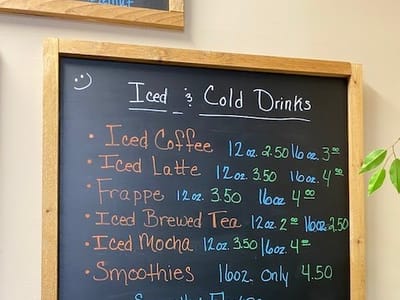 Iced & Cold Drinks
• Iced Coffee 12oz. 2.50 16oz. 3.00
• Iced Latte 12oz. 3.50 16oz. 4.00
• Frappe 12oz. 3.50 16oz 4.00
• Iced Brewed Tea 12oz. 2.00 16oz. 2.50
• Iced Mocha 12oz. 3.50 16oz. 4.00
• Smoothies 16oz. Only 4.50